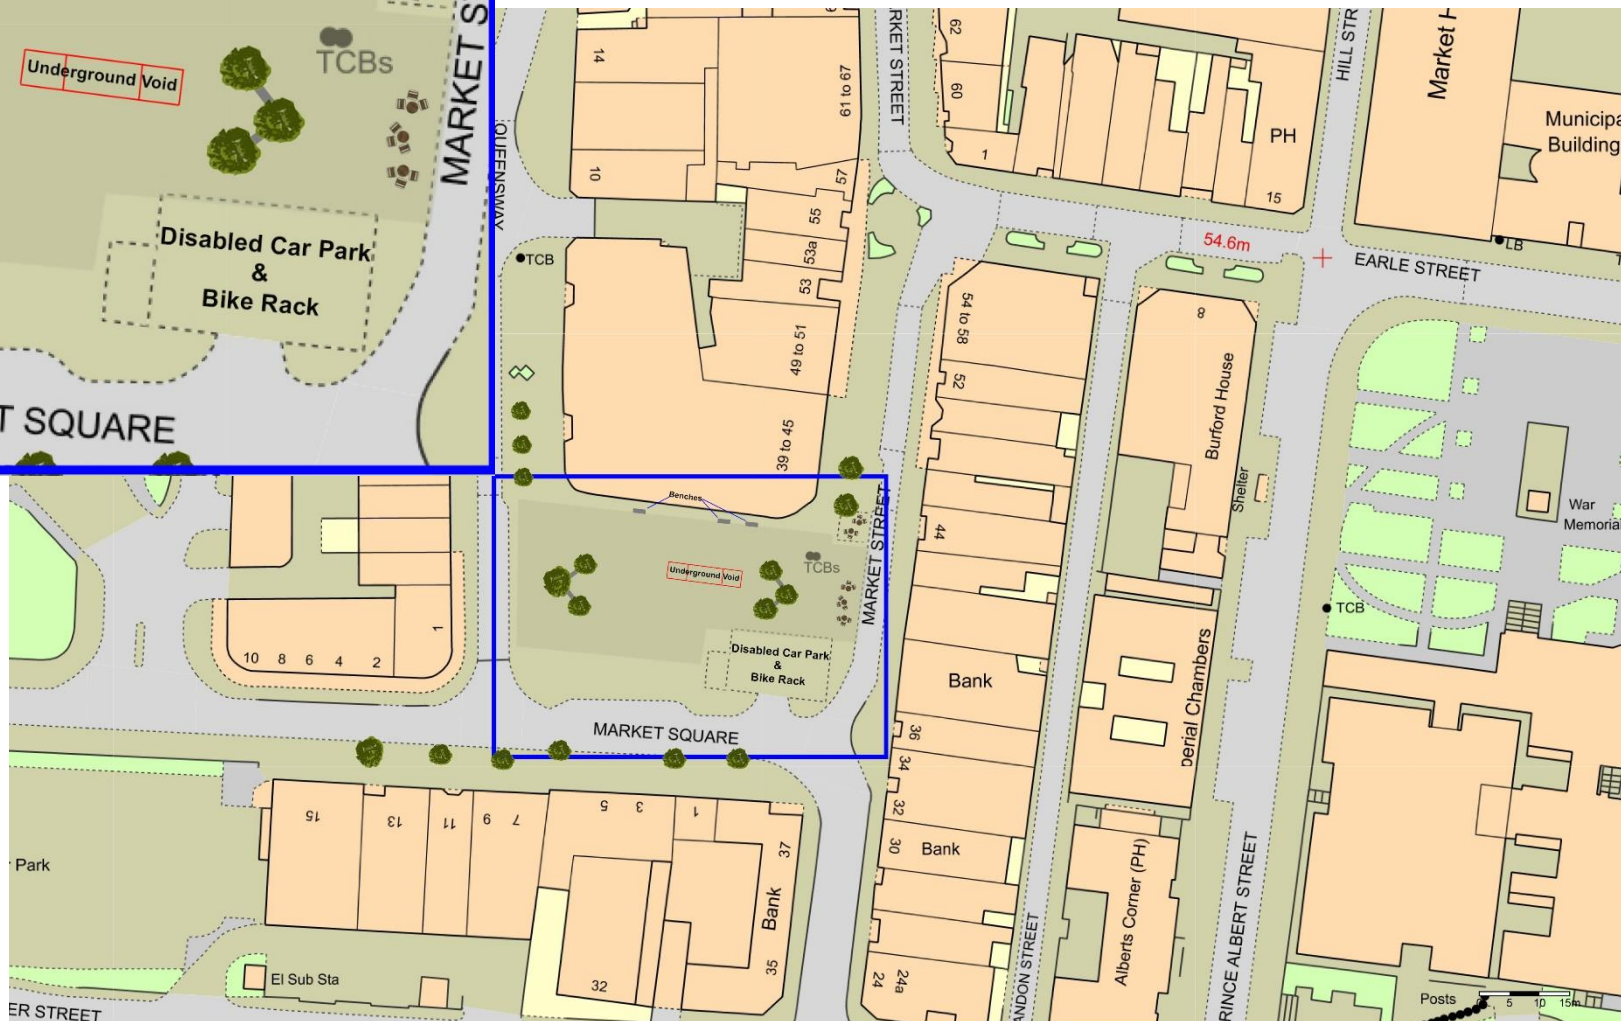 Underground Void
TCBs
MARKET S
Disabled Car Park
&
Bike Rack
T SQUARE
14
10
61 to 67
57
55
53a
53
49 to 51
39 to 45
QUEENSWAY
TCB
RKET STREET
62
60
1
PH
15
HILL STR
Market H
Municipa
Building
54.6m
LB
EARLE STREET
54 to 58
52
44
8
Burford House
Shelter
War
Memoria
TCB
Benches
Underground Void
TCBs
MARKET STREET
Disabled Car Park
&
Bike Rack
MARKET SQUARE
10
8
6
4
2
1
Bank
36
34
32
30
Bank
24
24a
perial Chambers
Alberts Corner (PH)
ANDON STREET
RINCE ALBERT STREET
15
13
11
9
7
5
3
1
37
Bank
35
32
Park
El Sub Sta
ER STREET
Posts
0 5 10 15m